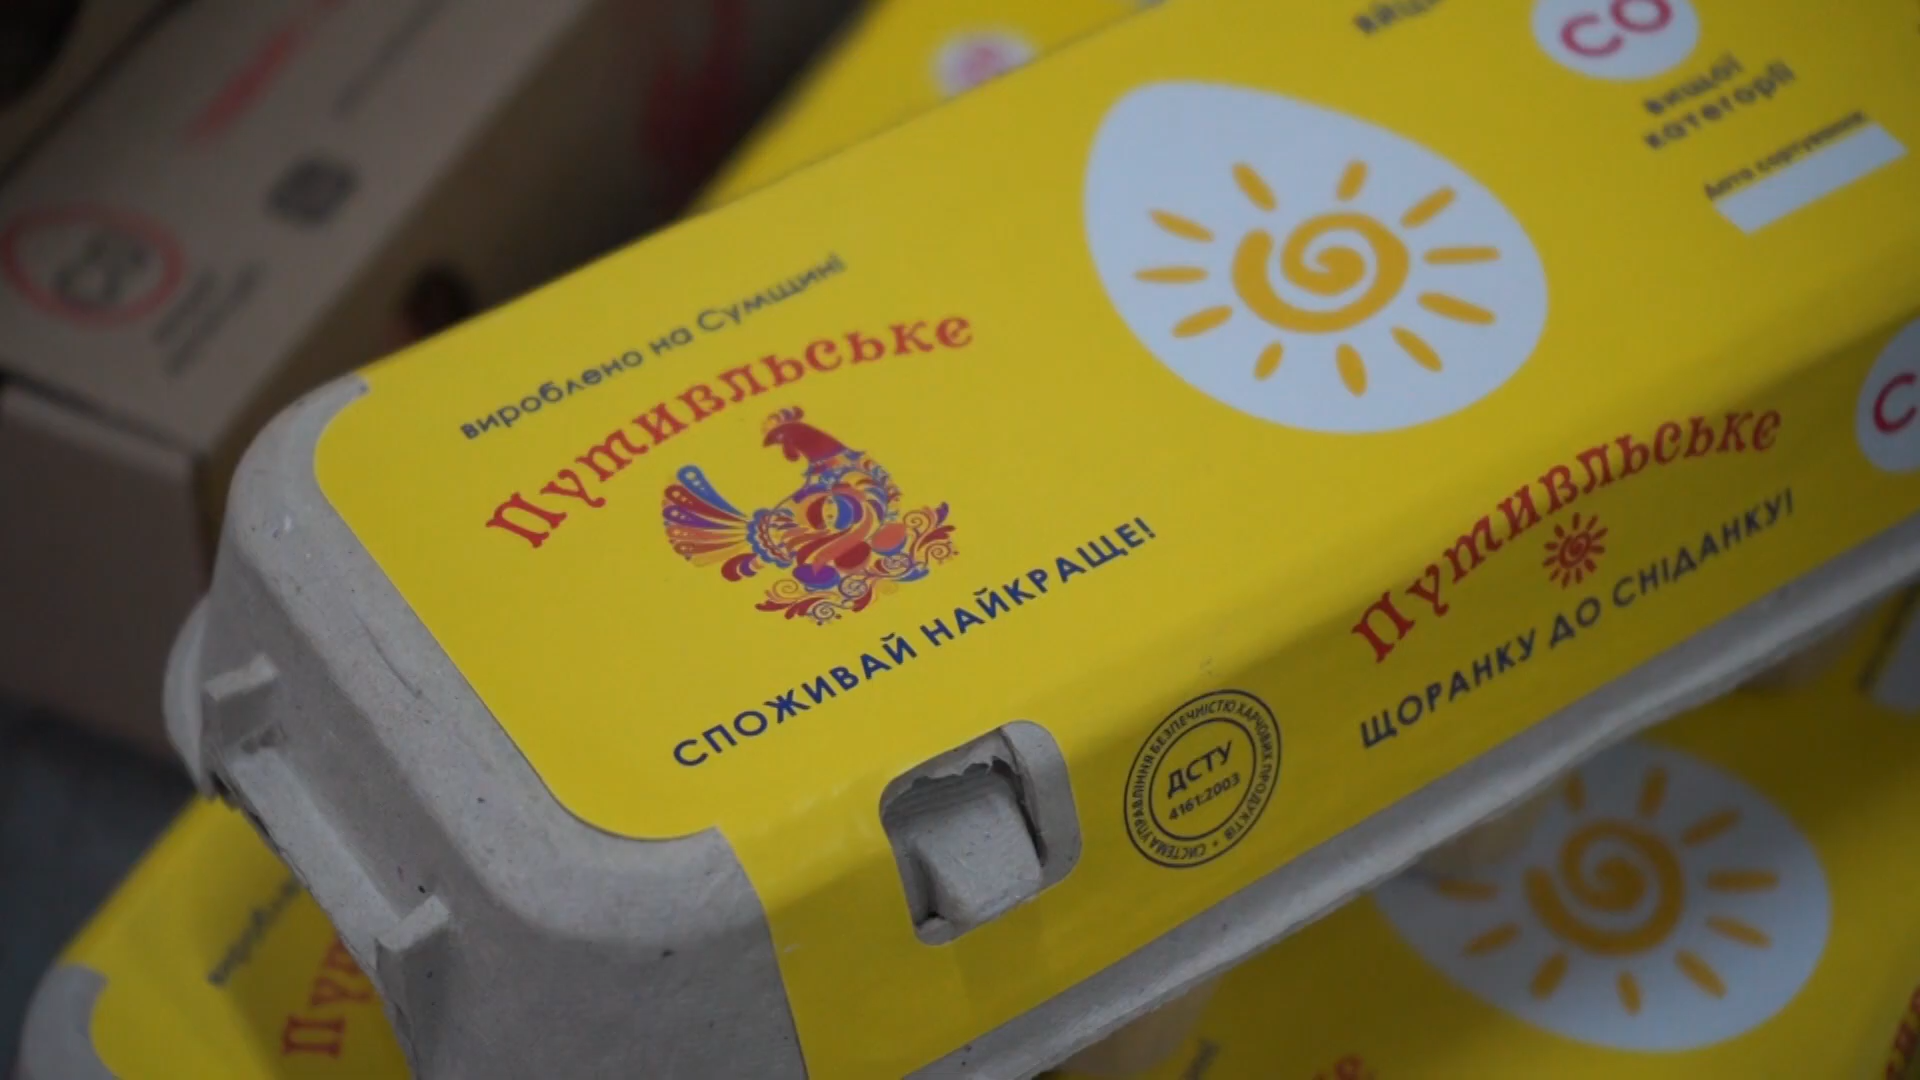 СО
вищої
категорії
Дата сортування
вироблено на Сумщині
Путивльське
СПОЖИВАЙ НАЙКРАЩЕ!
Путивльське
ЩОРАНКУ ДО СНІДАНКУ!
СИСТЕМА УПРАВЛІННЯ БЕЗПЕЧНІСТЮ ХАРЧОВИХ ПРОДУКТІВ
ДСТУ
4161:2003